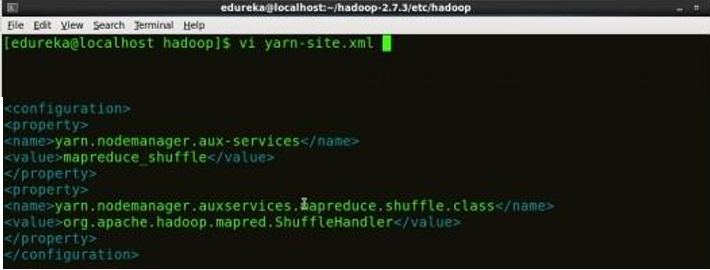 edureka@localhost:~/hadoop-2.7.3/etc/hadoop
File Edit View Search Terminal Help
[edureka@localhost hadoop]$ vi yarn-site.xml
<configuration>
<property>
<name>yarn.nodemanager.aux-services</name>
<value>mapreduce_shuffle</value>
</property>
<property>
<name>yarn.nodemanager.auxservices.mapreduce.shuffle.class</name>
<value>org.apache.hadoop.mapred.ShuffleHandler</value>
</property>
</configuration>